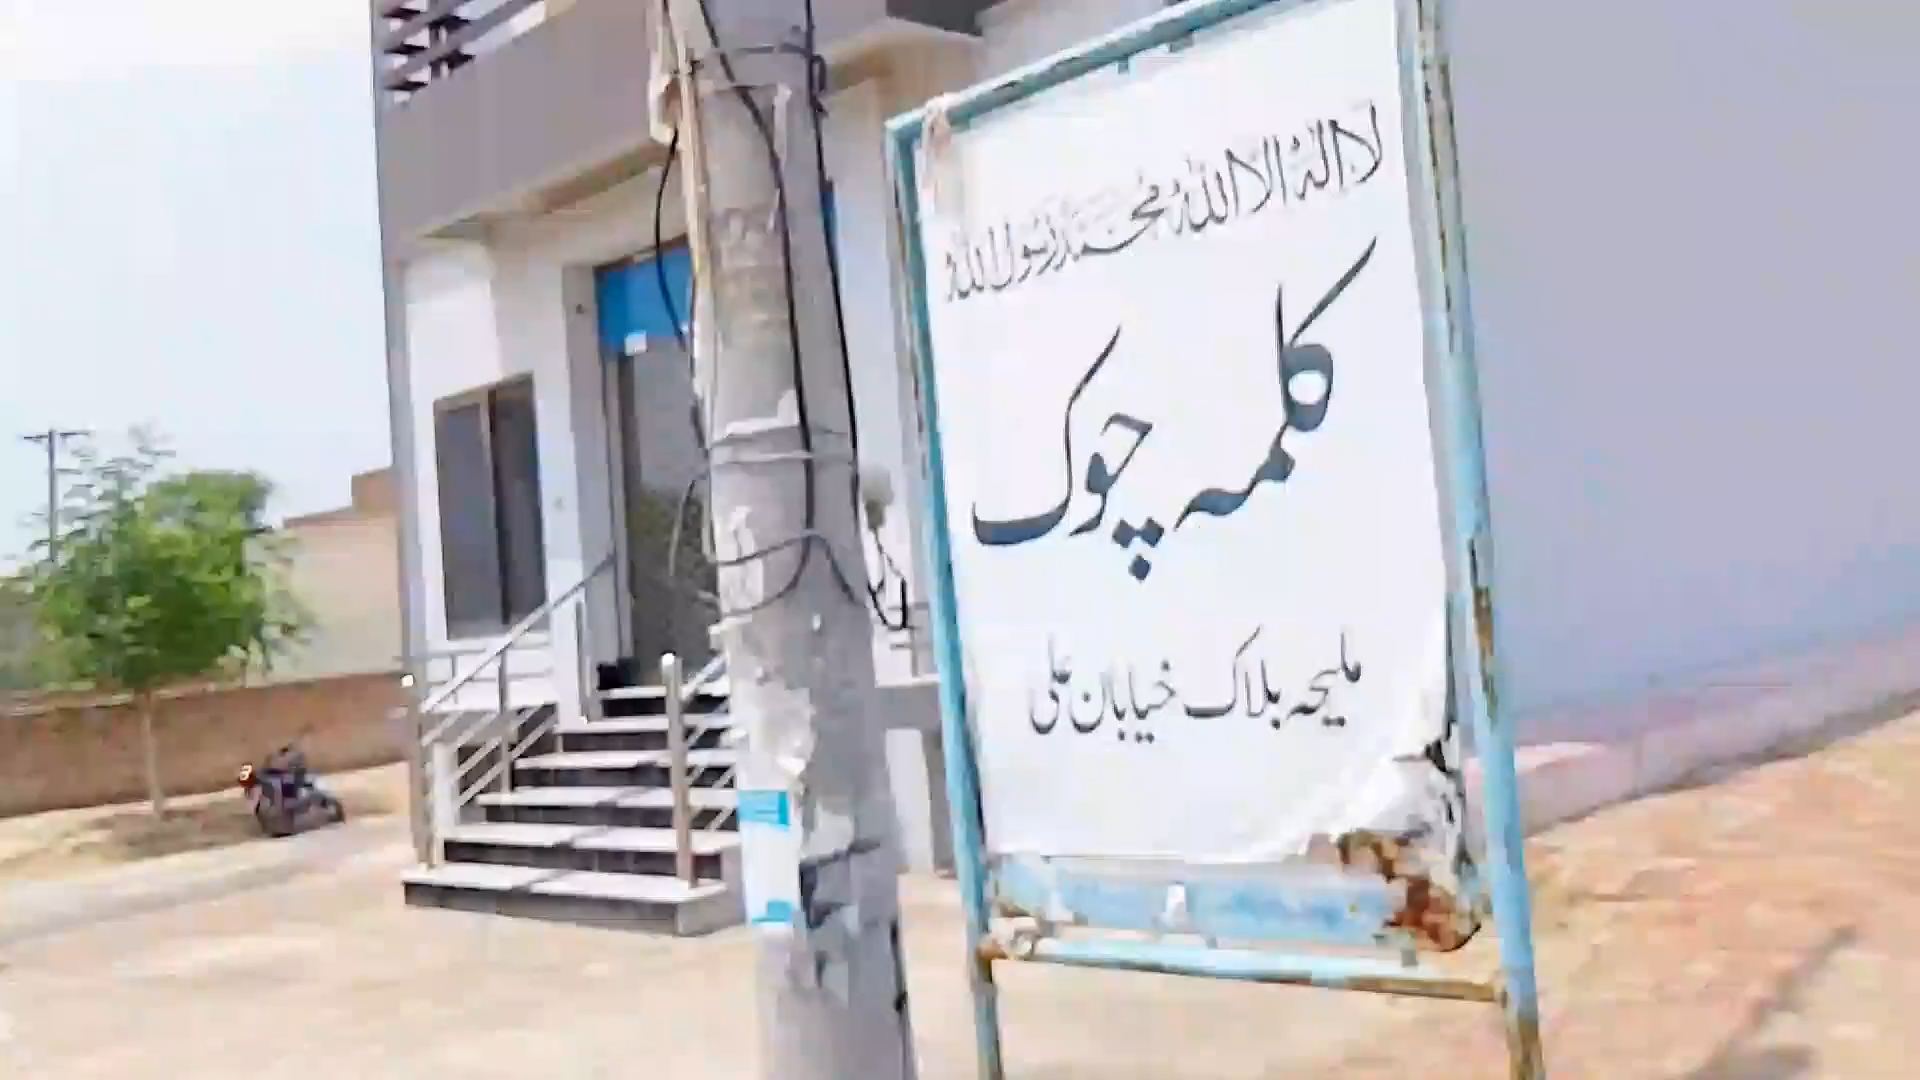 لا الہ الا اللہ محمد رسول اللہ
کلمہ چوک
ملیحہ بلاک خیابان علی